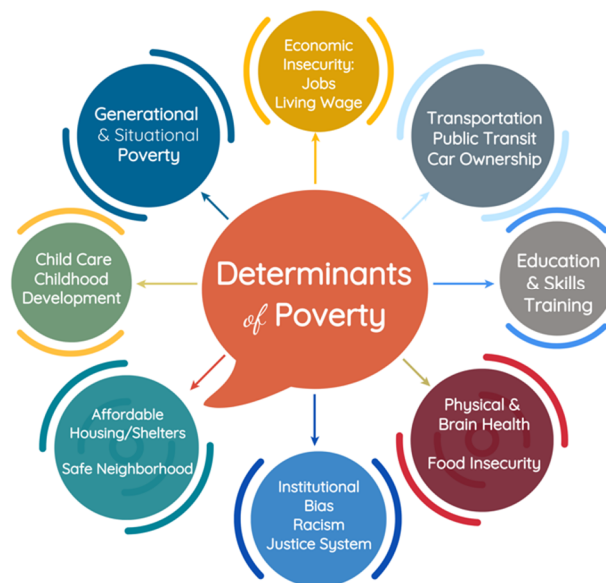 Determinants
of Poverty
Economic
Insecurity:
Jobs
Living Wage
Transportation
Public Transit
Car Ownership
Education
& Skills
Training
Physical &
Brain Health
Food Insecurity
Institutional
Bias
Racism
Justice System
Affordable
Housing/Shelters
Safe Neighborhood
Child Care
Childhood
Development
Generational
& Situational
Poverty